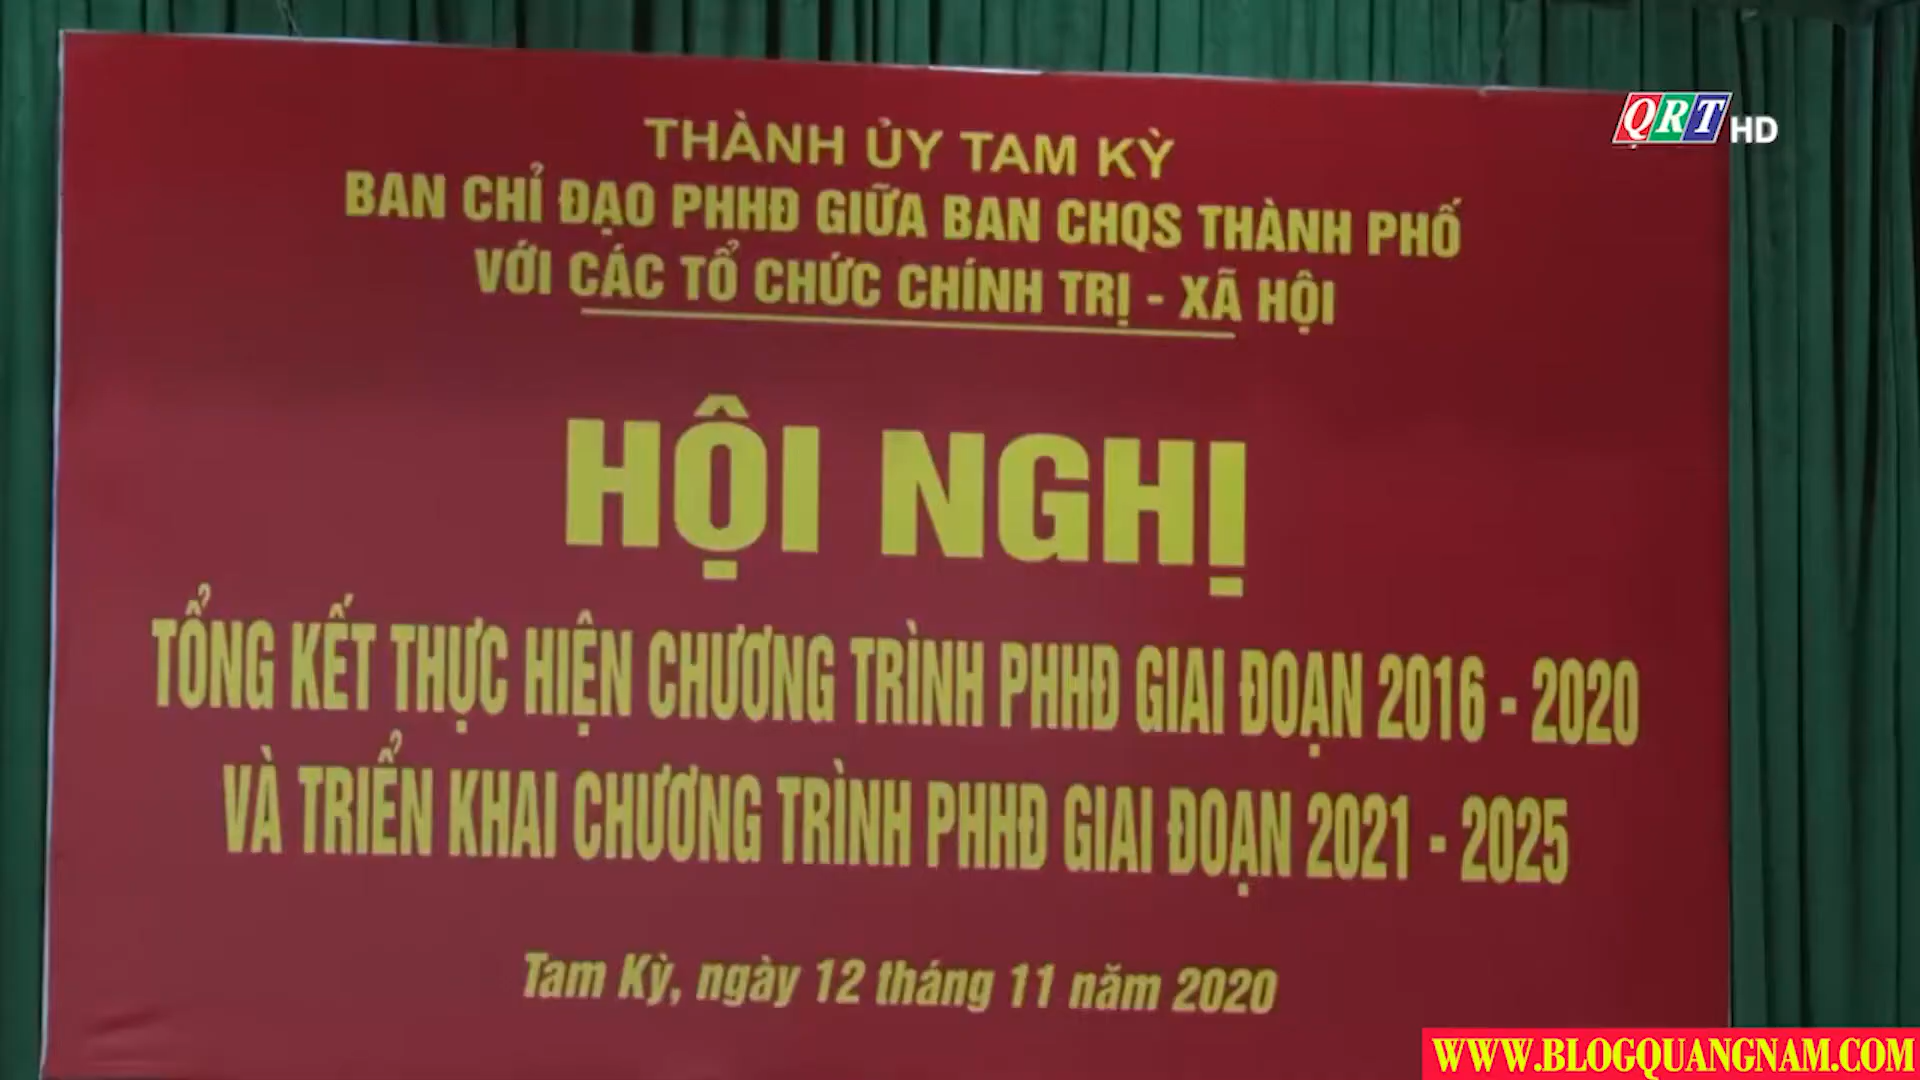 THÀNH ỦY TAM KỲ
QRT HD
BAN CHỈ ĐẠO PHHĐ GIỮA BAN CHQS THÀNH PHỐ
VỚI CÁC TỔ CHỨC CHÍNH TRỊ - XÃ HỘI
HỘI NGHỊ
TỔNG KẾT THỰC HIỆN CHƯƠNG TRÌNH PHHĐ GIAI ĐOẠN 2016 - 2020
VÀ TRIỂN KHAI CHƯƠNG TRÌNH PHHĐ GIAI ĐOẠN 2021 - 2025
Tam Kỳ, ngày 12 tháng 11 năm 2020
WWW.BLOGQUANGNAM.COM